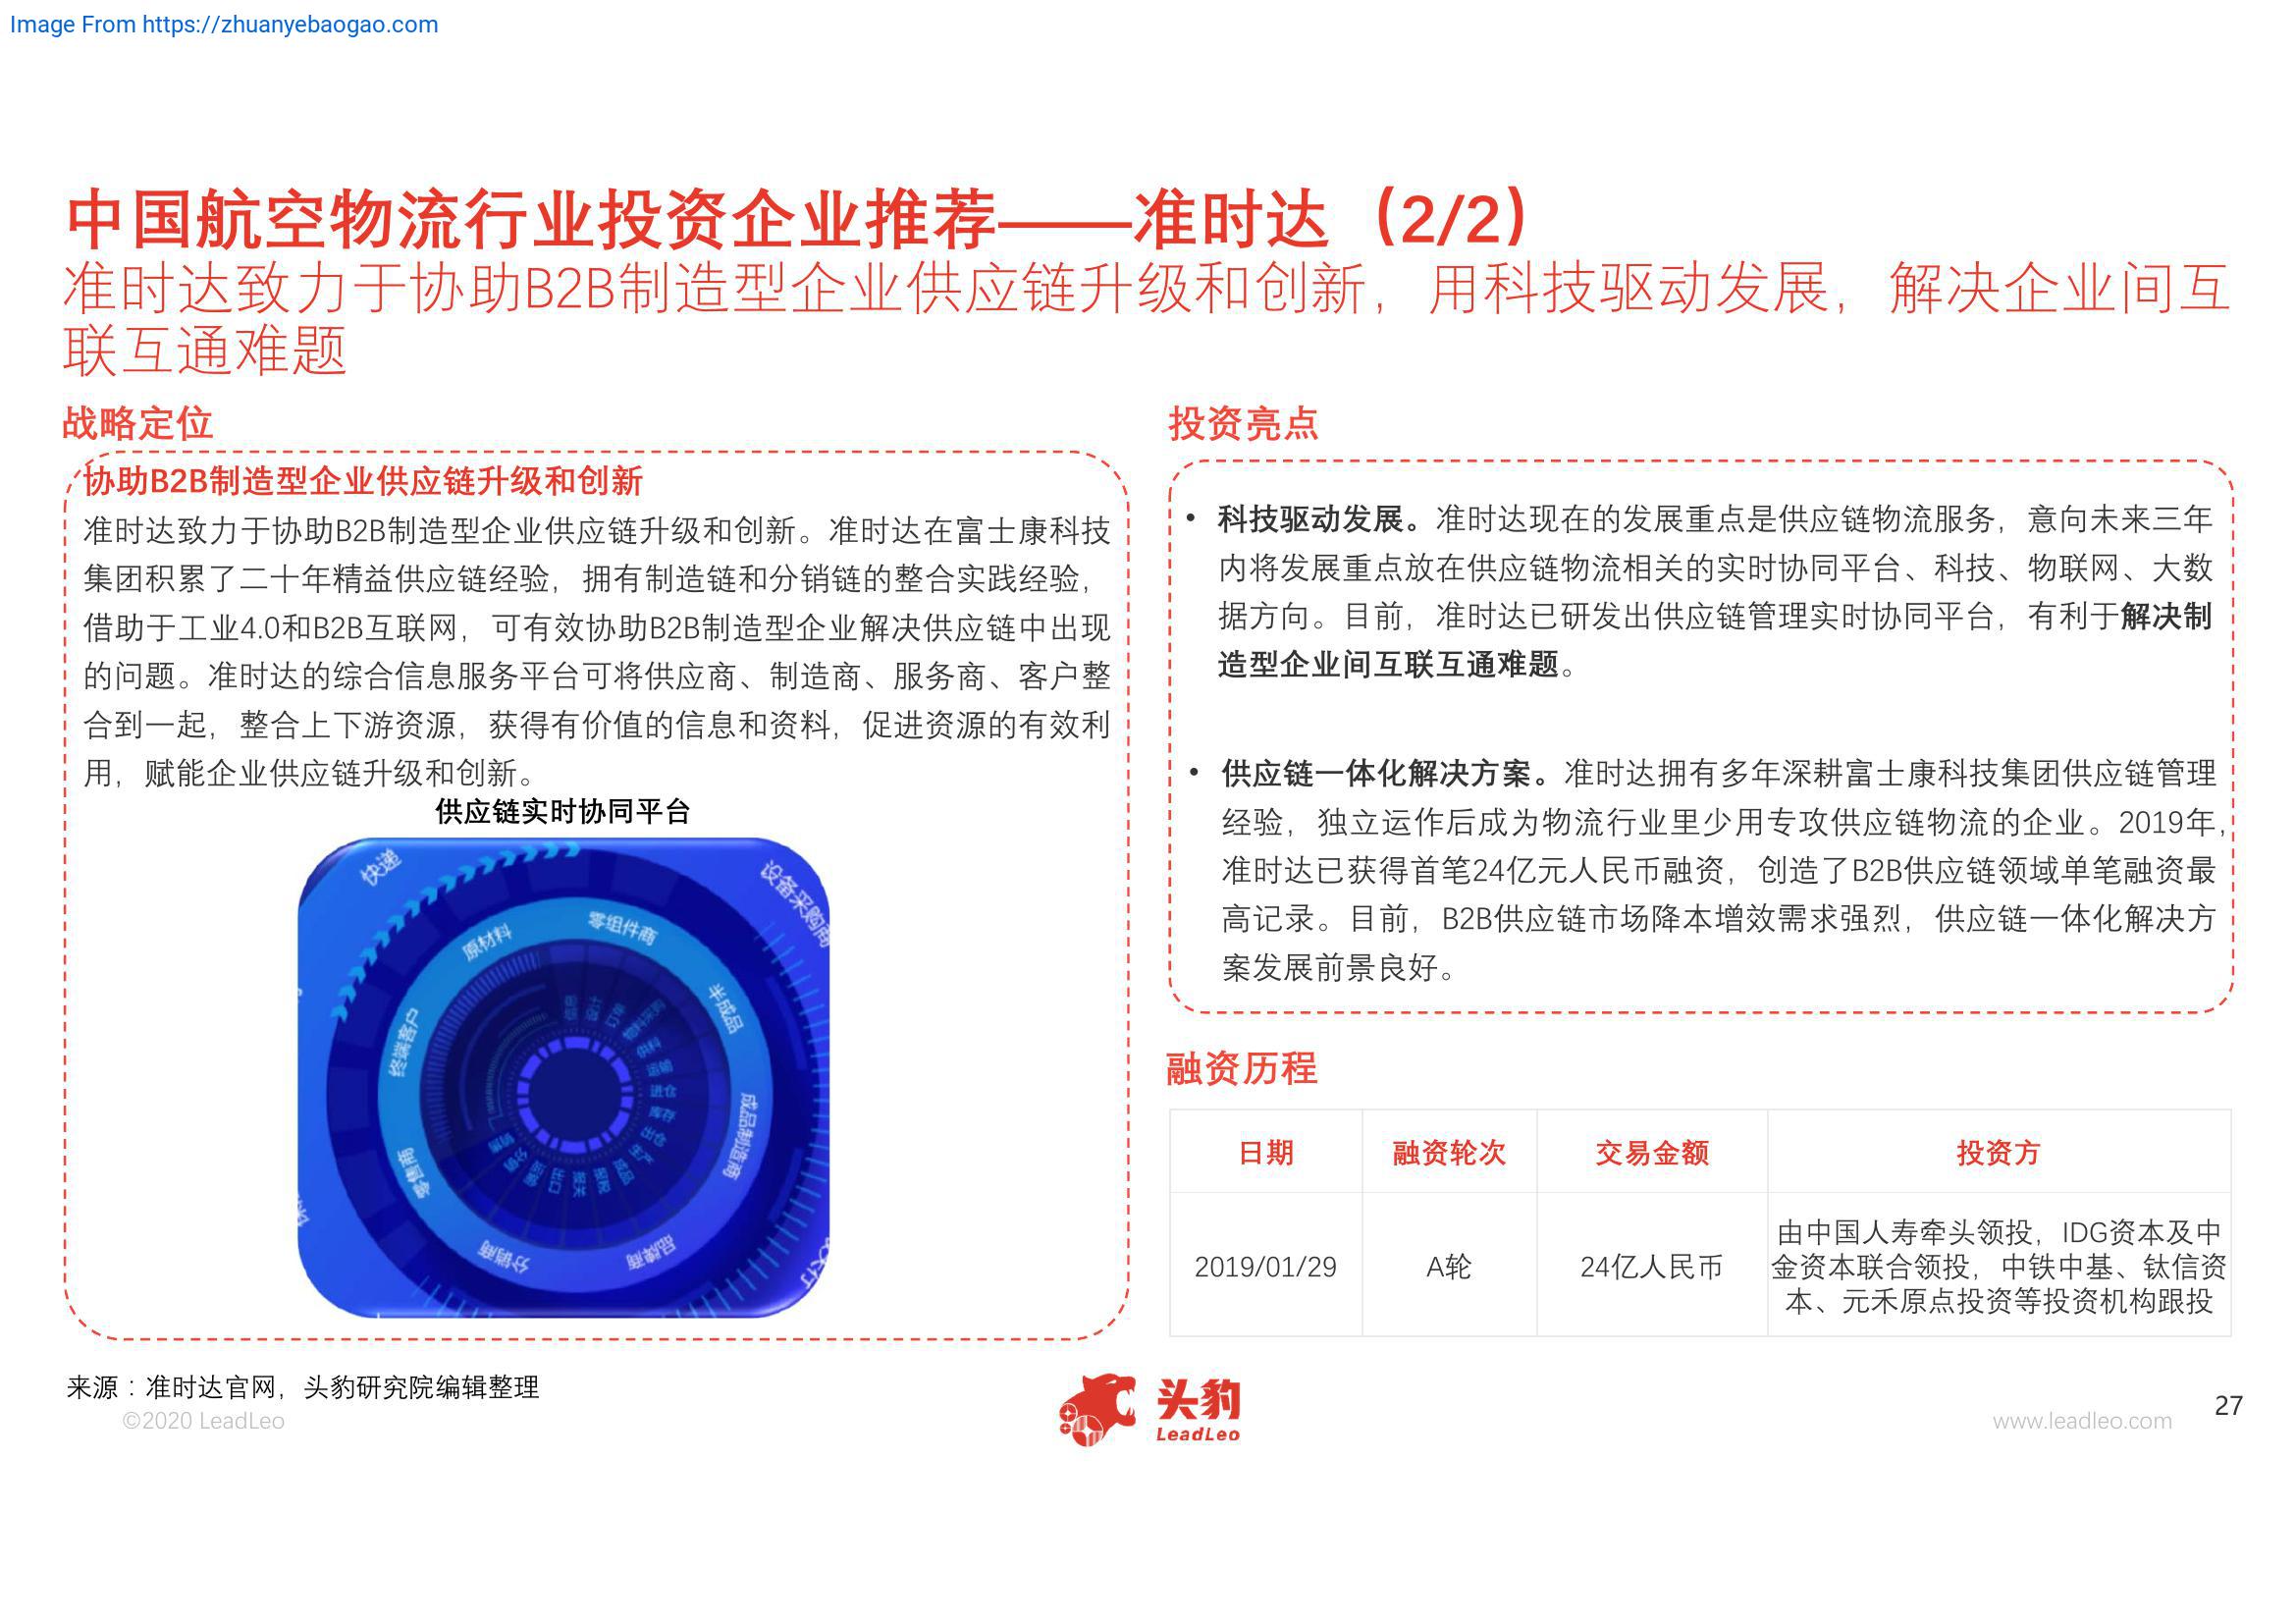 Image From https://zhuanyebaogao.com
中国航空物流行业投资企业推荐——准时达（2/2）
准时达致力于协助B2B制造型企业供应链升级和创新，用科技驱动发展，解决企业间互
联互通难题
战略定位
协助B2B制造型企业供应链升级和创新
准时达致力于协助B2B制造型企业供应链升级和创新。准时达在富士康科技
集团积累了二十年精益供应链经验，拥有制造链和分销链的整合实践经验，
借助于工业4.0和B2B互联网，可有效协助B2B制造型企业解决供应链中出现
的问题。准时达的综合信息服务平台可将供应商、制造商、服务商、客户整
合到一起，整合上下游资源，获得有价值的信息和资料，促进资源的有效利
用，赋能企业供应链升级和创新。
供应链实时协同平台
快递
设备采购商
原材料
零组件商
半成品
成品制造商
品牌商
分销商
零售商
终端客户
投资亮点
• 科技驱动发展。准时达现在的发展重点是供应链物流服务，意向未来三年
内将发展重点放在供应链物流相关的实时协同平台、科技、物联网、大数
据方向。目前，准时达已研发出供应链管理实时协同平台，有利于解决制
造型企业间互联互通难题。
• 供应链一体化解决方案。准时达拥有多年深耕富士康科技集团供应链管理
经验，独立运作后成为物流行业里少用专攻供应链物流的企业。2019年，
准时达已获得首笔24亿元人民币融资，创造了B2B供应链领域单笔融资最
高记录。目前，B2B供应链市场降本增效需求强烈，供应链一体化解决方
案发展前景良好。
融资历程
日期 融资轮次 交易金额 投资方
2019/01/29 A轮 24亿人民币 由中国人寿牵头领投，IDG资本及中
金资本联合领投，中铁中基、钛信资
本、元禾原点投资等投资机构跟投
来源：准时达官网，头豹研究院编辑整理
©2020 LeadLeo
头豹
LeadLeo
www.leadleo.com
27